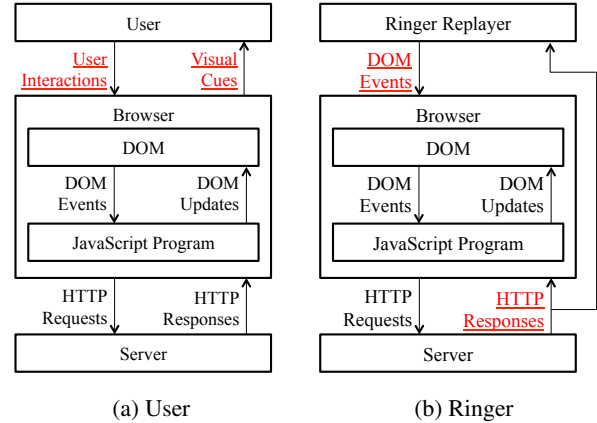 User
User
Interactions
Visual
Cues
Browser
DOM
DOM
Events
DOM
Updates
JavaScript Program
HTTP
Requests
HTTP
Responses
Server
(a) User
Ringer Replayer
DOM
Events
Browser
DOM
DOM
Events
DOM
Updates
JavaScript Program
HTTP
Requests
HTTP
Responses
Server
(b) Ringer